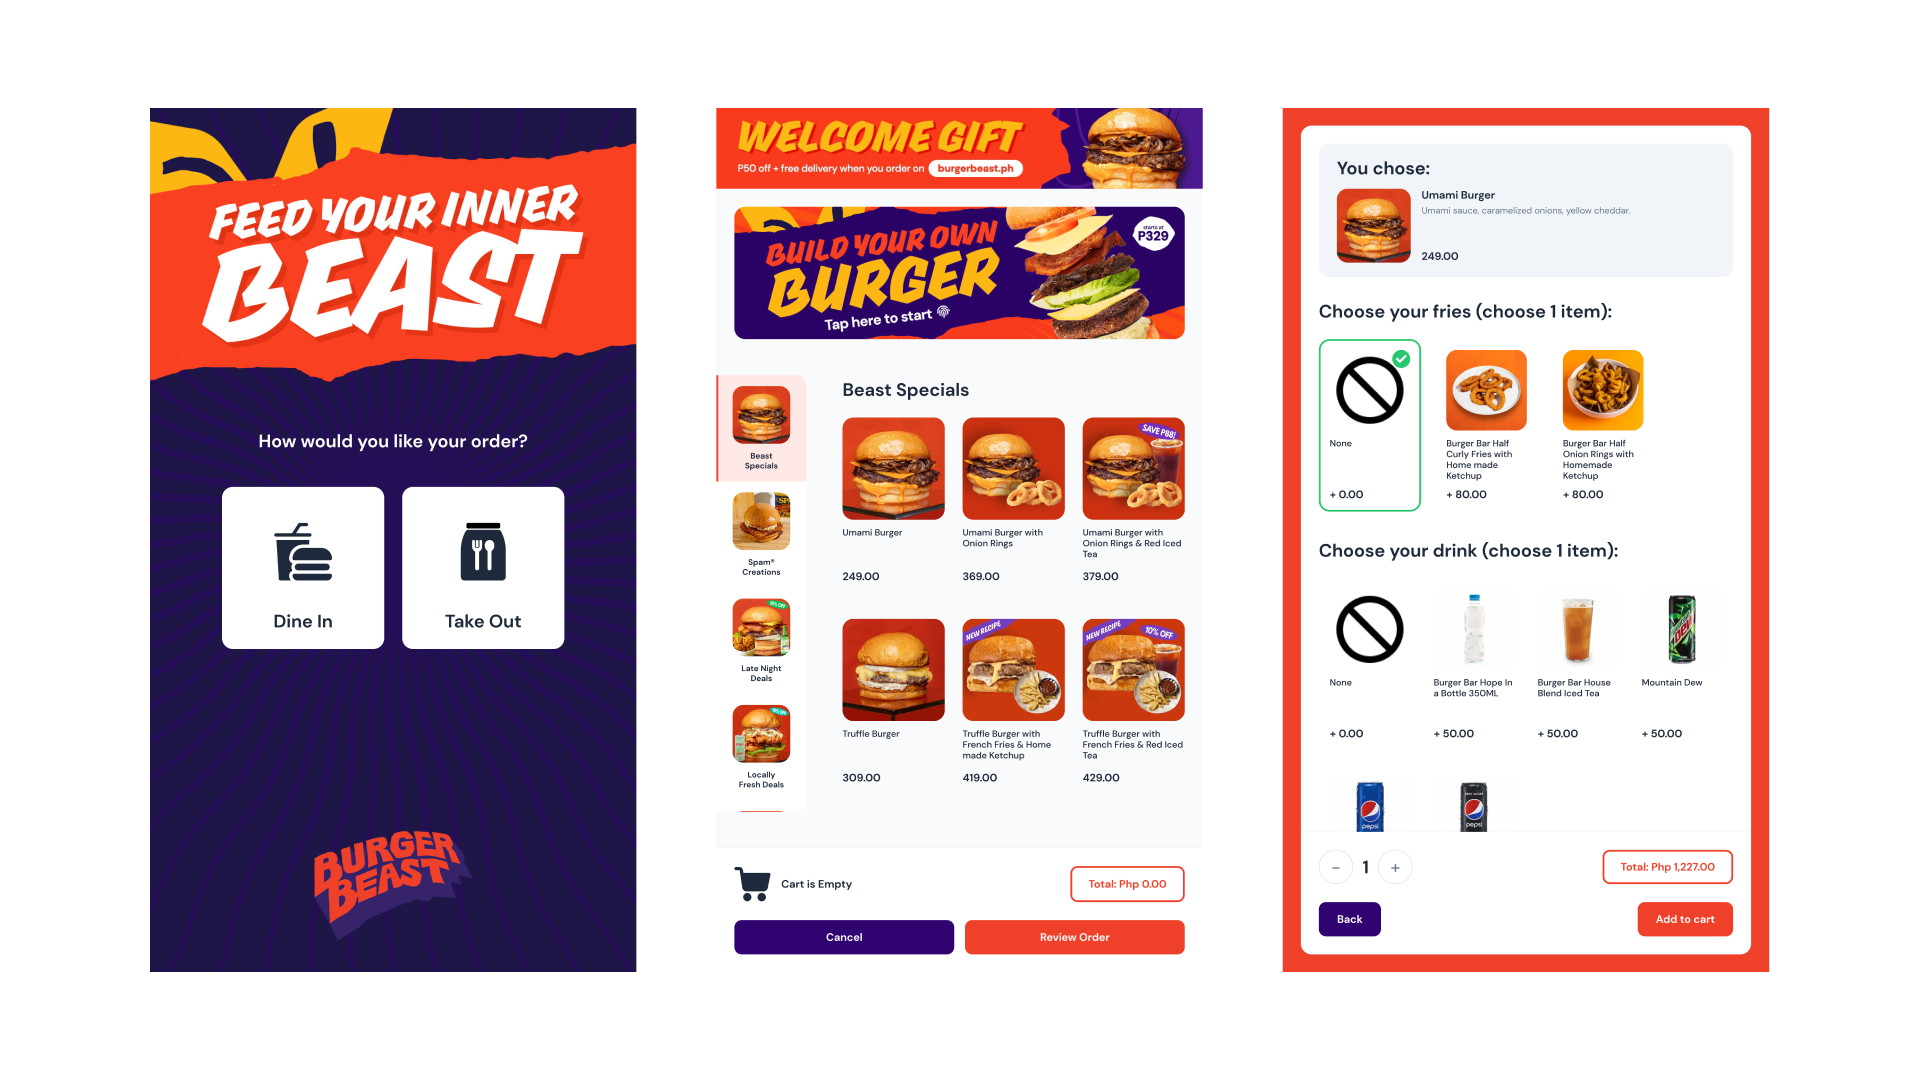 FEED YOUR INNER
BEAST
How would you like your order?
Dine In
Take Out
BURGER
BEAST
WELCOME GIFT
P50 off + free delivery when you order on burgerbeast.ph
BUILD YOUR OWN
BURGER
Tap here to start
starts at
P329
Beast
Specials
Spam®
Creations
Late Night
Deals
Locally
Fresh Deals
Beast Specials
Umami Burger
249.00
Umami Burger with
Onion Rings
369.00
SAVE P88!
Umami Burger with
Onion Rings & Red Iced
Tea
379.00
Truffle Burger
309.00
NEW RECIPE
Truffle Burger with
French Fries & Home
made Ketchup
419.00
NEW RECIPE
10% OFF
Truffle Burger with
French Fries & Red Iced
Tea
429.00
Cart is Empty
Total: Php 0.00
Cancel
Review Order
You chose:
Umami Burger
Umami sauce, caramelized onions, yellow cheddar.
249.00
Choose your fries (choose 1 item):
None
+ 0.00
Burger Bar Half
Curly Fries with
Home made
Ketchup
+ 80.00
Burger Bar Half
Onion Rings with
Homemade
Ketchup
+ 80.00
Choose your drink (choose 1 item):
None
+ 0.00
Burger Bar Hope In
a Bottle 350ML
+ 50.00
Burger Bar House
Blend Iced Tea
+ 50.00
Mountain Dew
+ 50.00
pepsi
pepsi
- 1 +
Total: Php 1,227.00
Back
Add to cart